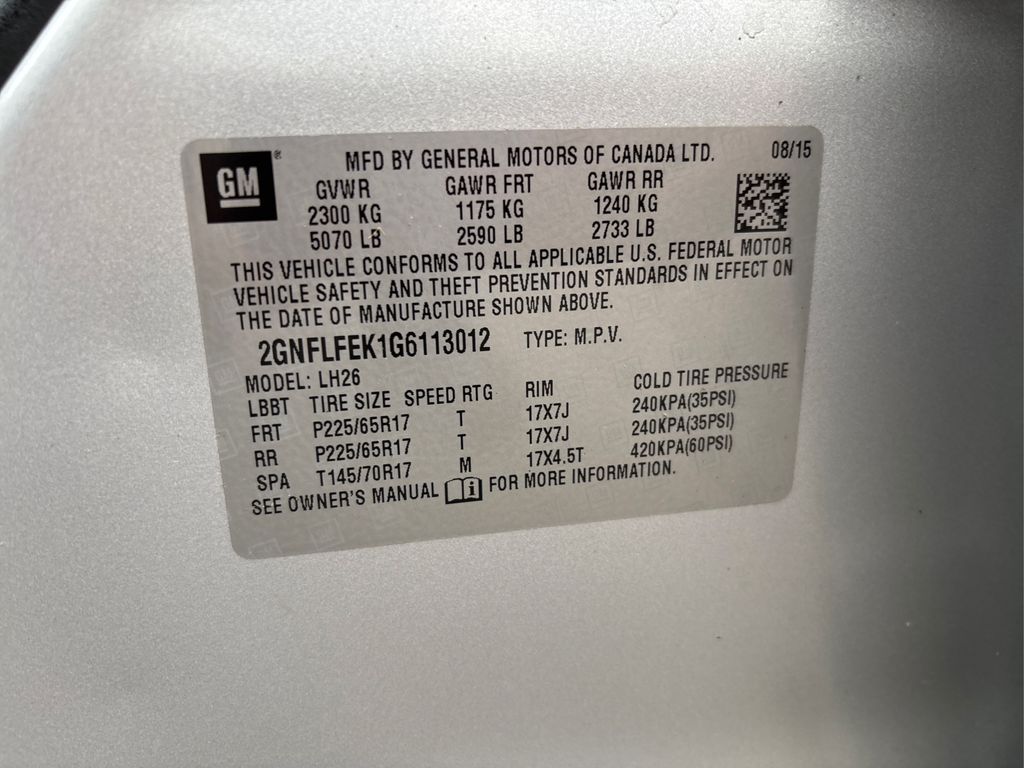 GM ® MFD BY GENERAL MOTORS OF CANADA LTD. 08/15
GVWR GAWR FRT GAWR RR
2300 KG 1175 KG 1240 KG
5070 LB 2590 LB 2733 LB
THIS VEHICLE CONFORMS TO ALL APPLICABLE U.S. FEDERAL MOTOR
VEHICLE SAFETY AND THEFT PREVENTION STANDARDS IN EFFECT ON
THE DATE OF MANUFACTURE SHOWN ABOVE.
2GNFLFEK1G6113012 TYPE: M.P.V.
MODEL: LH26
LBBT TIRE SIZE SPEED RTG RIM COLD TIRE PRESSURE
FRT P225/65R17 T 17X7J 240KPA(35PSI)
RR P225/65R17 T 17X7J 240KPA(35PSI)
SPA T145/70R17 M 17X4.5T 420KPA(60PSI)
SEE OWNER'S MANUAL i FOR MORE INFORMATION.